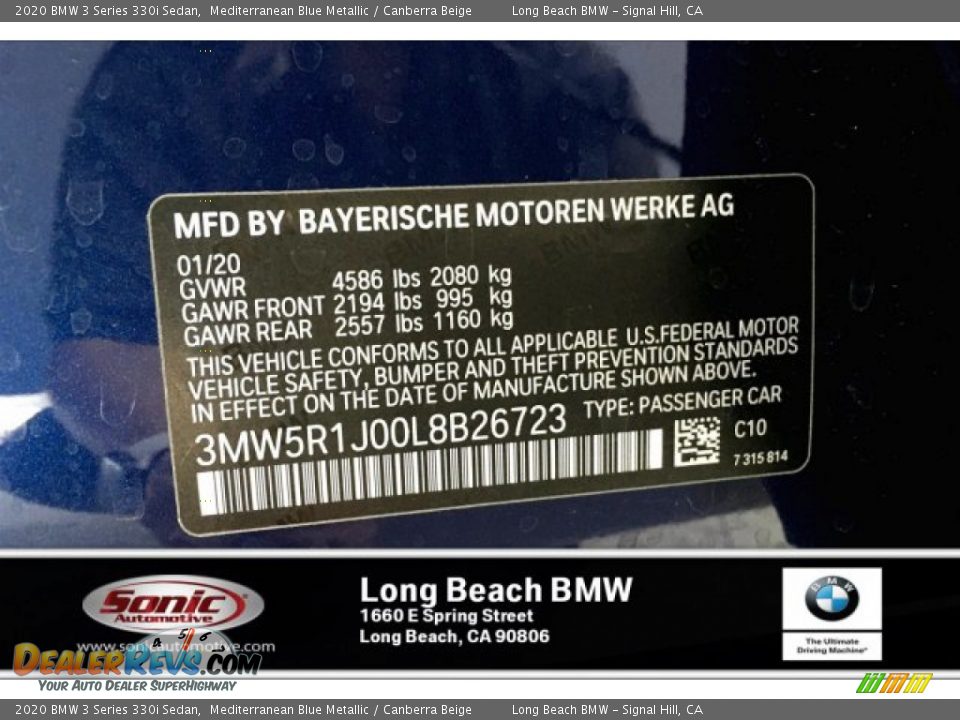 2020 BMW 3 Series 330i Sedan, Mediterranean Blue Metallic / Canberra Beige Long Beach BMW - Signal Hill, CA
MFD BY BAYERISCHE MOTOREN WERKE AG
01/20
GVWR 4586 lbs 2080 kg
GAWR FRONT 2194 lbs 995 kg
GAWR REAR 2557 lbs 1160 kg
THIS VEHICLE CONFORMS TO ALL APPLICABLE U.S.FEDERAL MOTOR
VEHICLE SAFETY, BUMPER AND THEFT PREVENTION STANDARDS
IN EFFECT ON THE DATE OF MANUFACTURE SHOWN ABOVE.
3MW5R1J00L8B26723 TYPE: PASSENGER CAR
C10
7 315 814
Sonic
Automotive
www.sonicautomotive.com
Long Beach BMW
1660 E Spring Street
Long Beach, CA 90806
BMW
The Ultimate
Driving Machine®
4 5 6
DealerRevs.com
Your Auto Dealer SuperHighway
2020 BMW 3 Series 330i Sedan, Mediterranean Blue Metallic / Canberra Beige Long Beach BMW - Signal Hill, CA